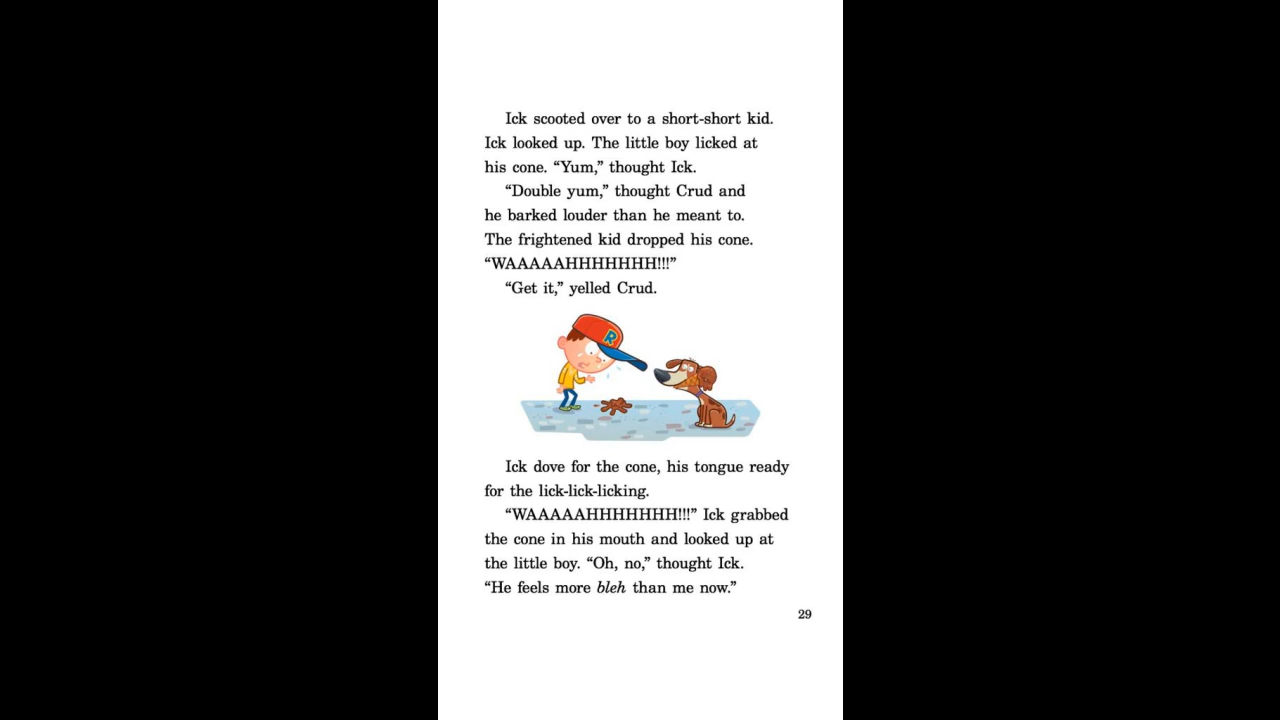 Ick scooted over to a short-short kid.
Ick looked up. The little boy licked at
his cone. “Yum,” thought Ick.
“Double yum,” thought Crud and
he barked louder than he meant to.
The frightened kid dropped his cone.
“WAAAAAHHHHHHH!!!”
“Get it,” yelled Crud.
R
Ick dove for the cone, his tongue ready
for the lick-lick-licking.
“WAAAAAHHHHHHH!!!” Ick grabbed
the cone in his mouth and looked up at
the little boy. “Oh, no,” thought Ick.
“He feels more bleh than me now.”
29